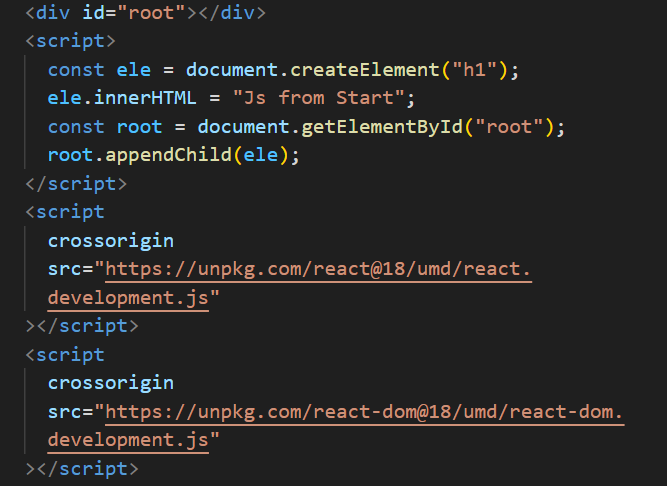 <div id="root"></div>
<script>
const ele = document.createElement("h1");
ele.innerHTML = "Js from Start";
const root = document.getElementById("root");
root.appendChild(ele);
</script>
<script
crossorigin
src="https://unpkg.com/react@18/umd/react.
development.js"
></script>
<script
crossorigin
src="https://unpkg.com/react-dom@18/umd/react-dom.
development.js"
></script>